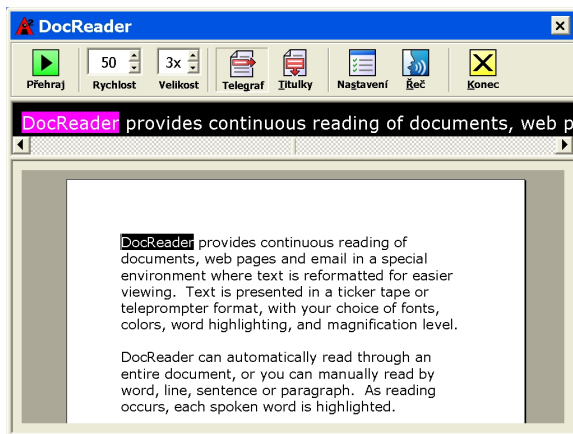 DocReader
Přehraj
50
Rychlost
3x
Velikost
Telegraf
Titulky
Nastavení
Řeč
Konec
DocReader provides continuous reading of documents, web p
DocReader provides continuous reading of
documents, web pages and email in a special
environment where text is reformatted for easier
viewing.  Text is presented in a ticker tape or
teleprompter format, with your choice of fonts,
colors, word highlighting, and magnification level.
DocReader can automatically read through an
entire document, or you can manually read by
word, line, sentence or paragraph.  As reading
occurs, each spoken word is highlighted.